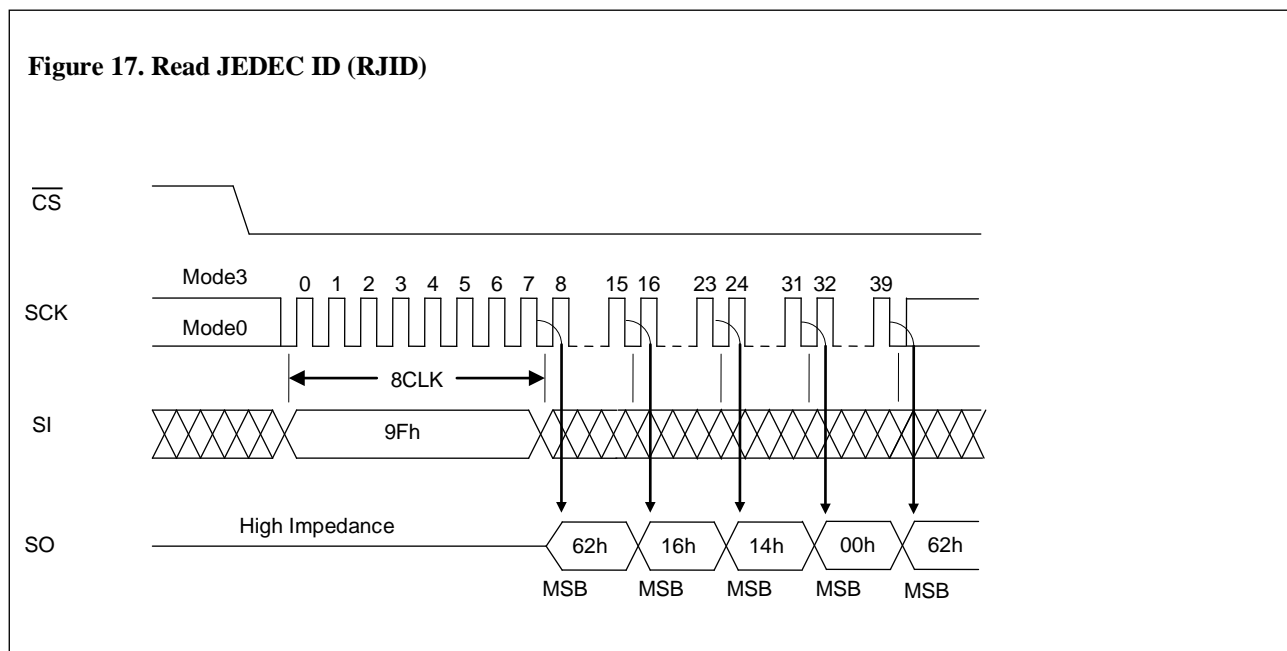 Figure 17. Read JEDEC ID (RJID)
CS
Mode3
0 1 2 3 4 5 6 7 8 15 16 23 24 31 32 39
SCK
Mode0
8CLK
SI
9Fh
High Impedance
SO
62h 16h 14h 00h 62h
MSB MSB MSB MSB MSB